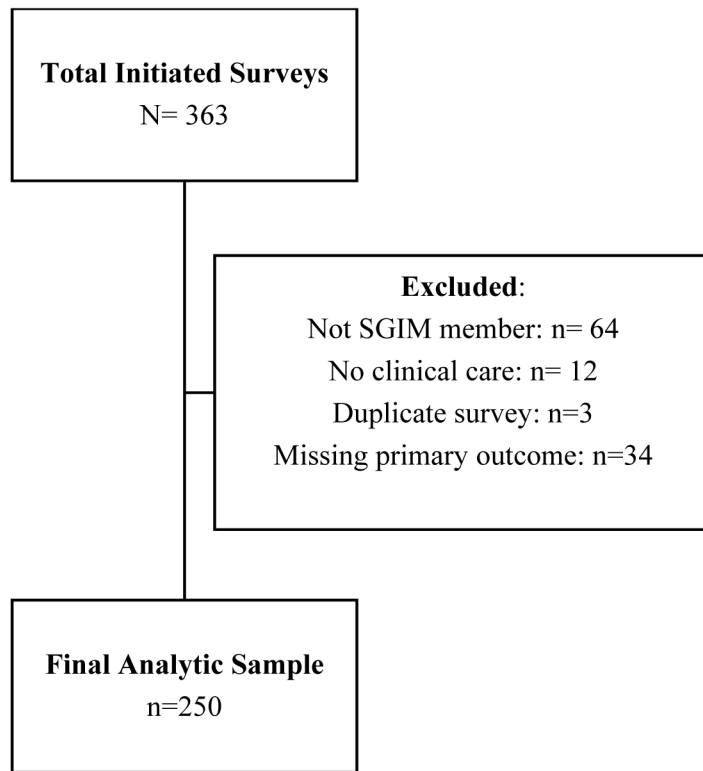 Total Initiated Surveys
N= 363
Excluded:
Not SGIM member: n= 64
No clinical care: n= 12
Duplicate survey: n=3
Missing primary outcome: n=34
Final Analytic Sample
n=250